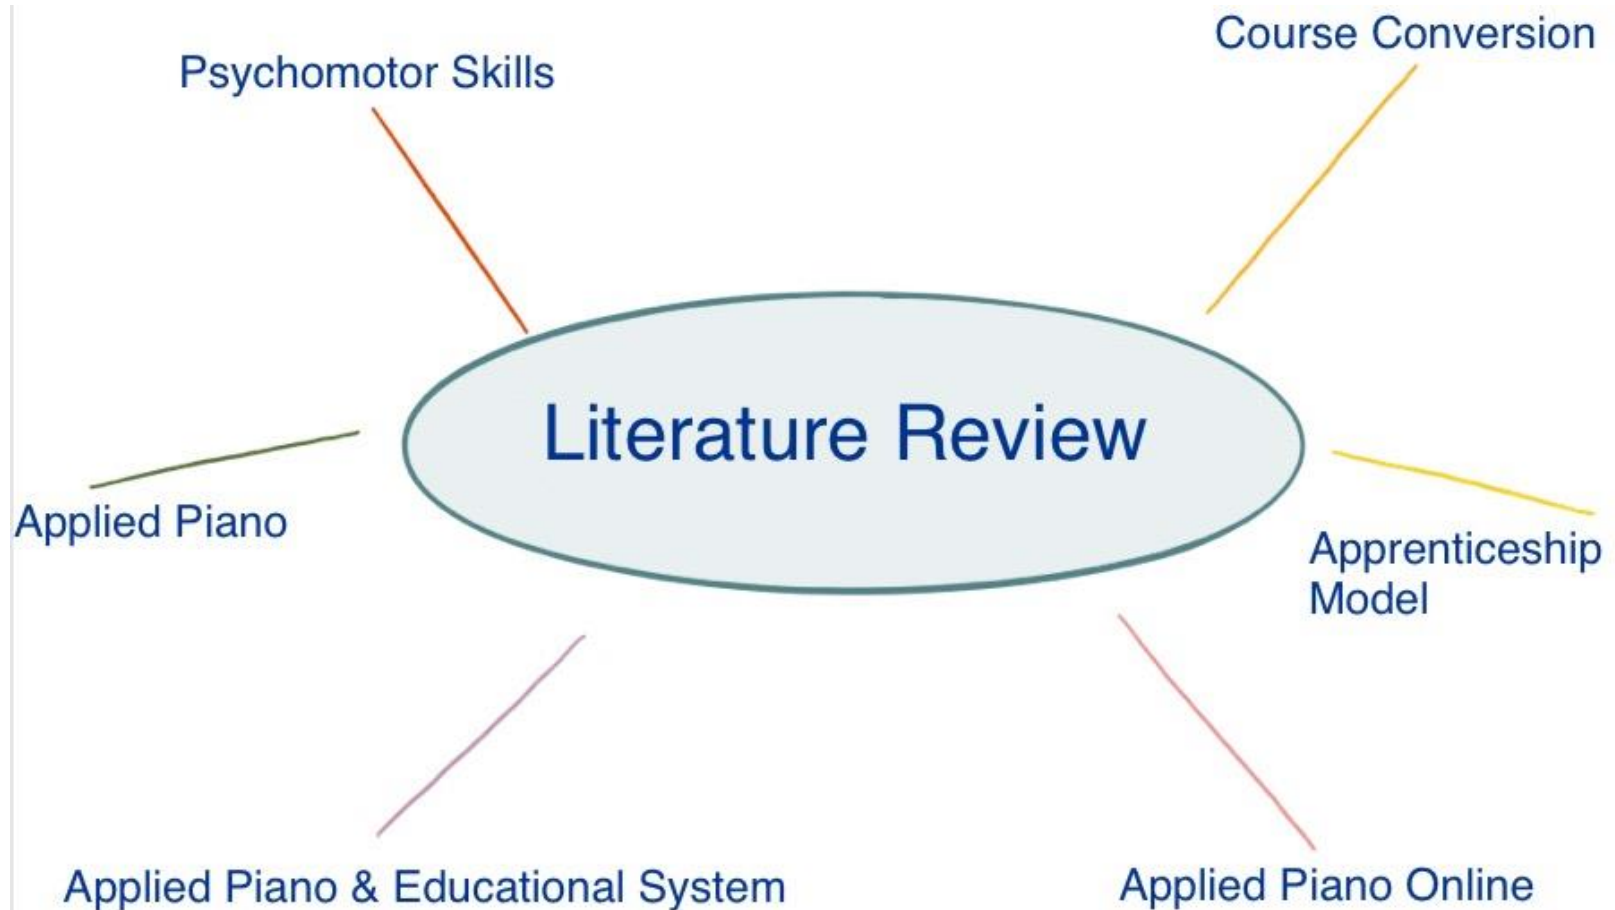 Course Conversion
Psychomotor Skills
Literature Review
Applied Piano
Apprenticeship
Model
Applied Piano & Educational System
Applied Piano Online